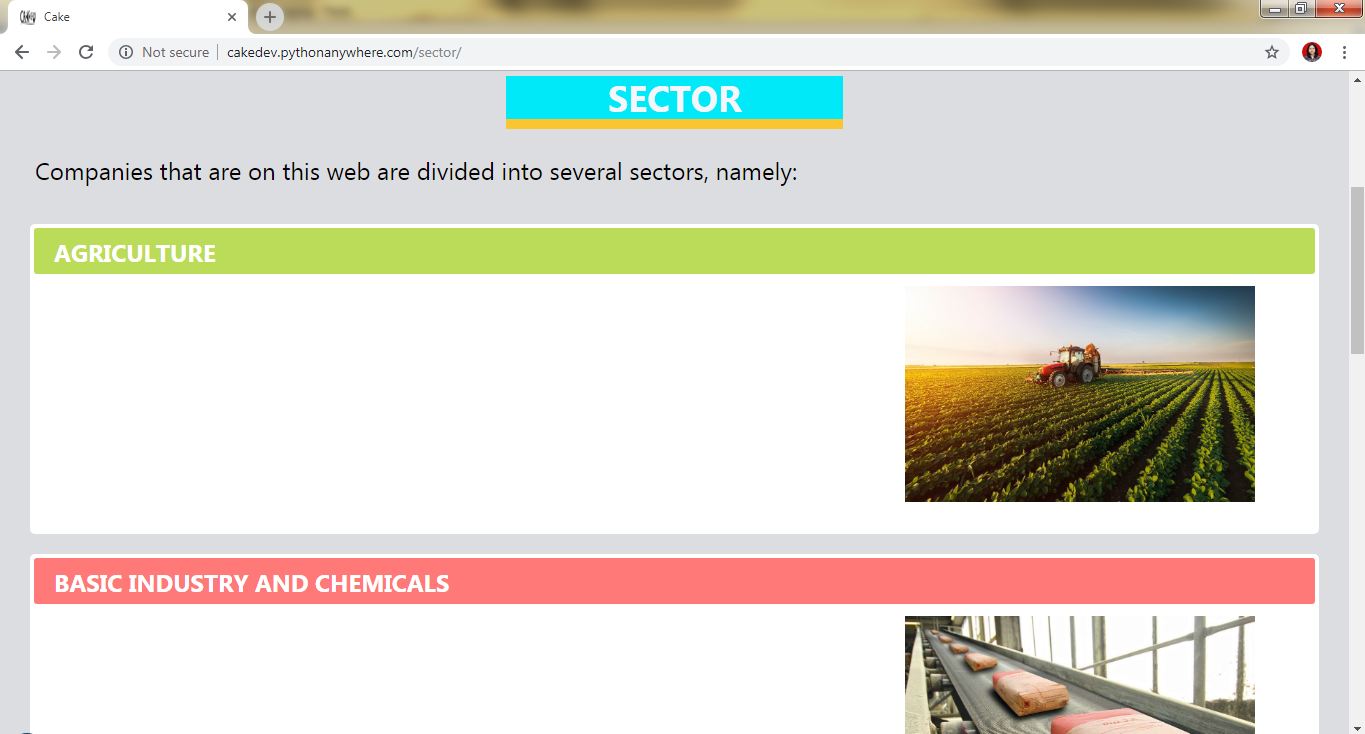 Cake
Not secure
cakedev.pythonanywhere.com/sector/
SECTOR
Companies that are on this web are divided into several sectors, namely:
AGRICULTURE
BASIC INDUSTRY AND CHEMICALS